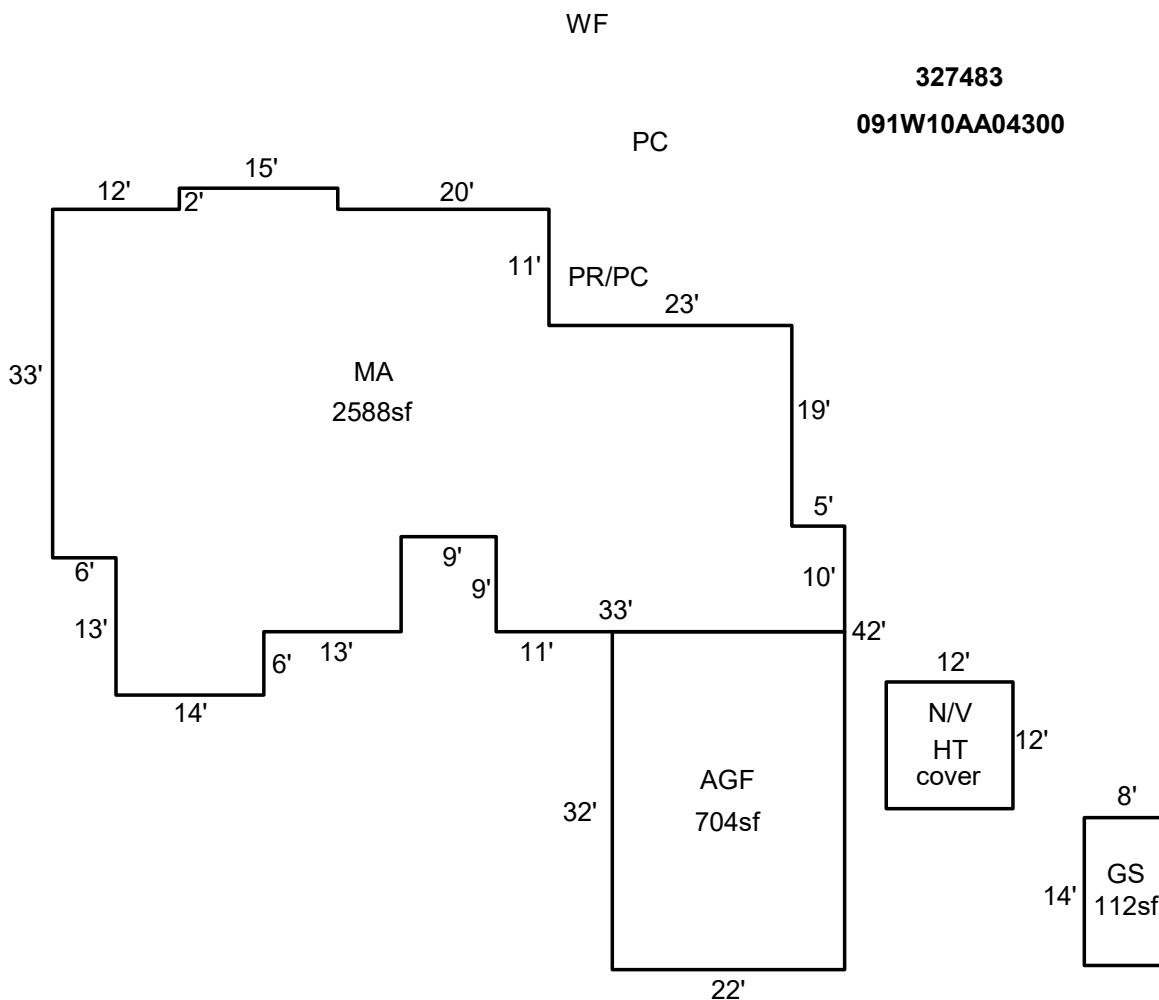 WF
327483
091W10AA04300
PC
15'
12'
2'
20'
11'
PR/PC
23'
33'
MA
2588sf
19'
5'
6'
9'
9'
10'
13'
33'
6'
13'
11'
42'
14'
12'
N/V
HT
cover
12'
AGF
704sf
32'
8'
14'
GS
112sf
22'